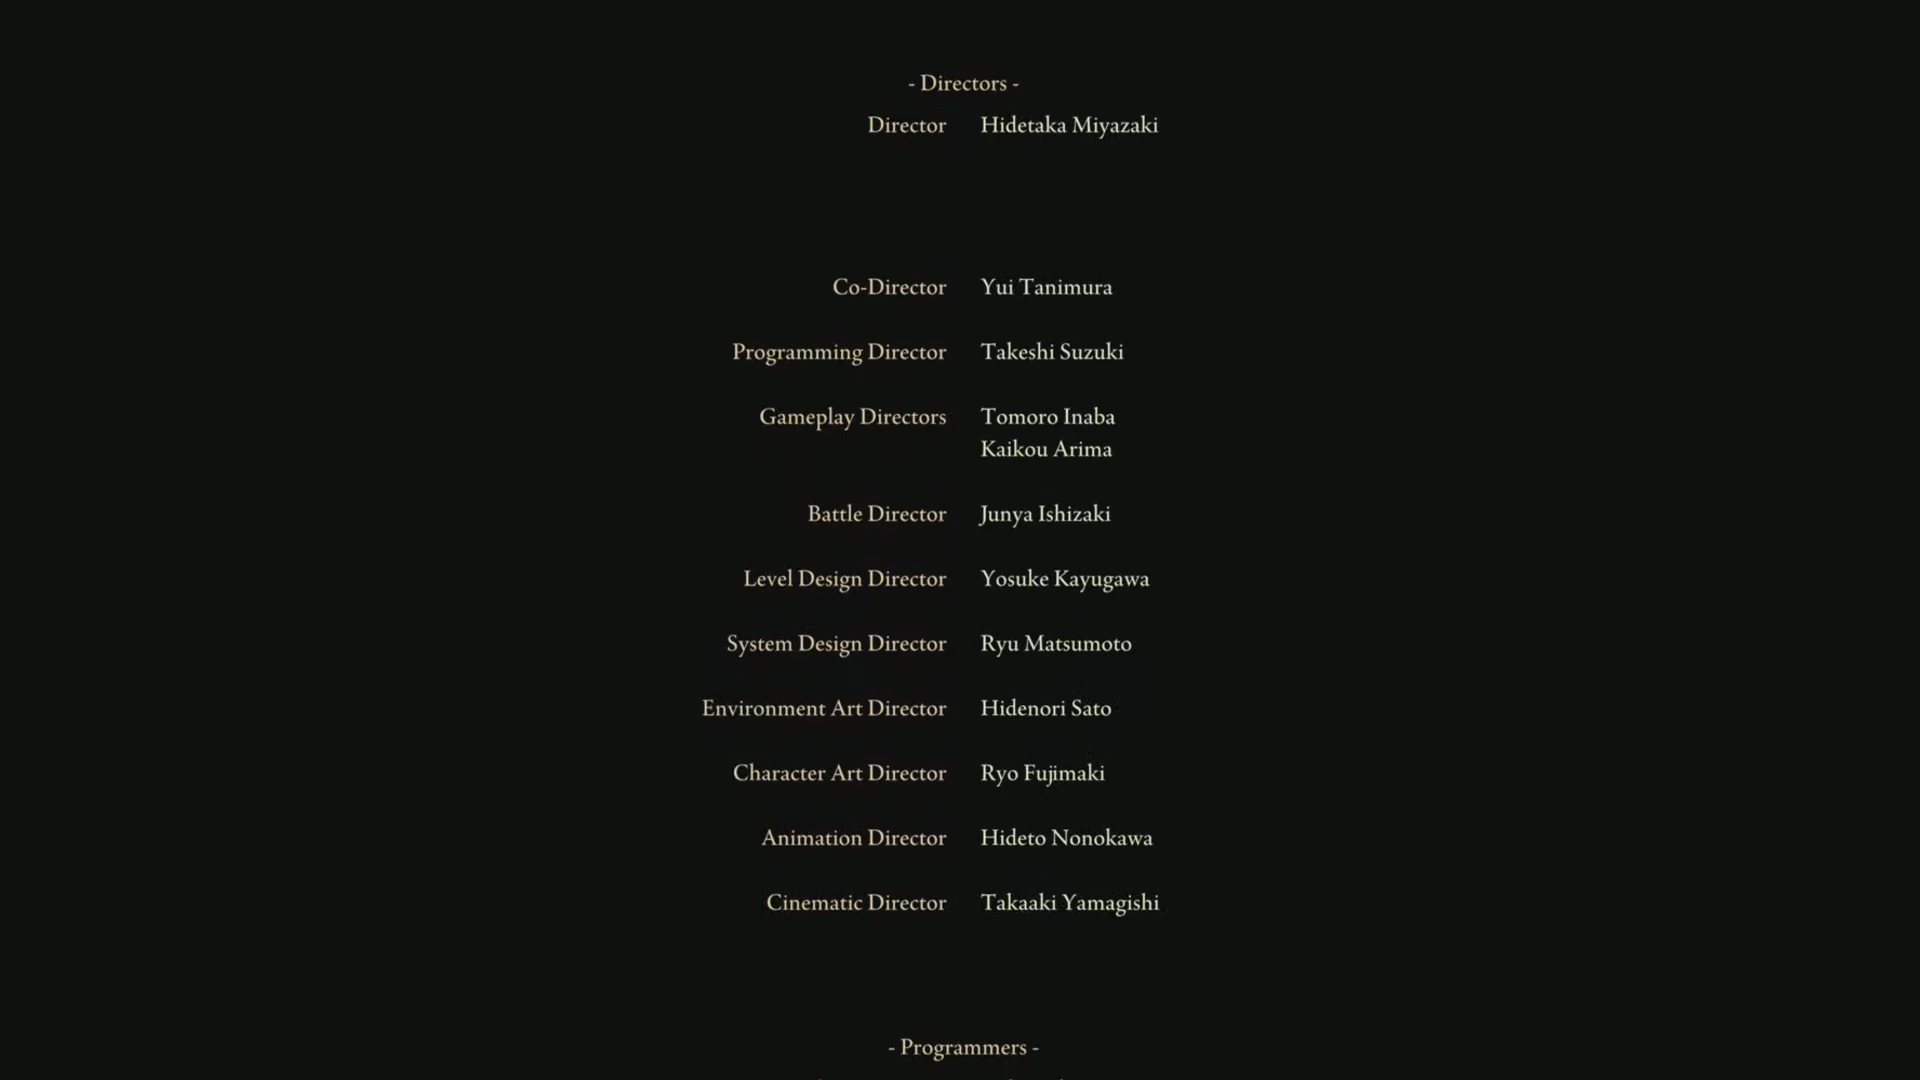 - Directors -
Director Hidetaka Miyazaki
Co-Director Yui Tanimura
Programming Director Takeshi Suzuki
Gameplay Directors Tomoro Inaba
Kaikou Arima
Battle Director Junya Ishizaki
Level Design Director Yosuke Kayugawa
System Design Director Ryu Matsumoto
Environment Art Director Hidenori Sato
Character Art Director Ryo Fujimaki
Animation Director Hideto Nonokawa
Cinematic Director Takaaki Yamagishi
- Programmers -